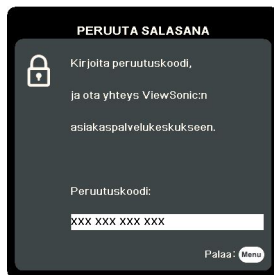 PERUUTA SALASANA
Kirjoita peruutuskoodi,
ja ota yhteys ViewSonic:n
asiakaspalvelukeskukseen.
Peruutuskoodi:
XXX XXX XXX XXX
Palaa: Menu